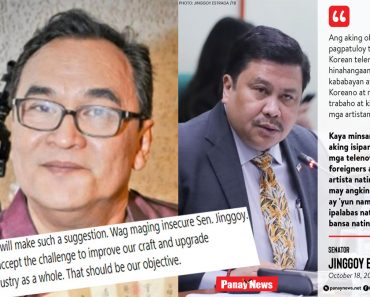 PHOTO: JINGGOY ESTRADA FB
will make such a suggestion. Wag maging insecure Sen. Jinggoy.
accept the challenge to improve our craft and upgrade
ustry as a whole. That should be our objective.
Panay News
Ang aking o
pagpatuloy t
Korean telen
hinahangaan
kababayan a
Koreano at n
trabaho at ki
mga artistan
Kaya minsan
aking isipan
mga telenov
foreigners a
artista natin
may angkin
ay 'yun nam
ipalabas nat
bansa natin
SENATOR
JINGGOY E
October 18, 20
panaynews.net